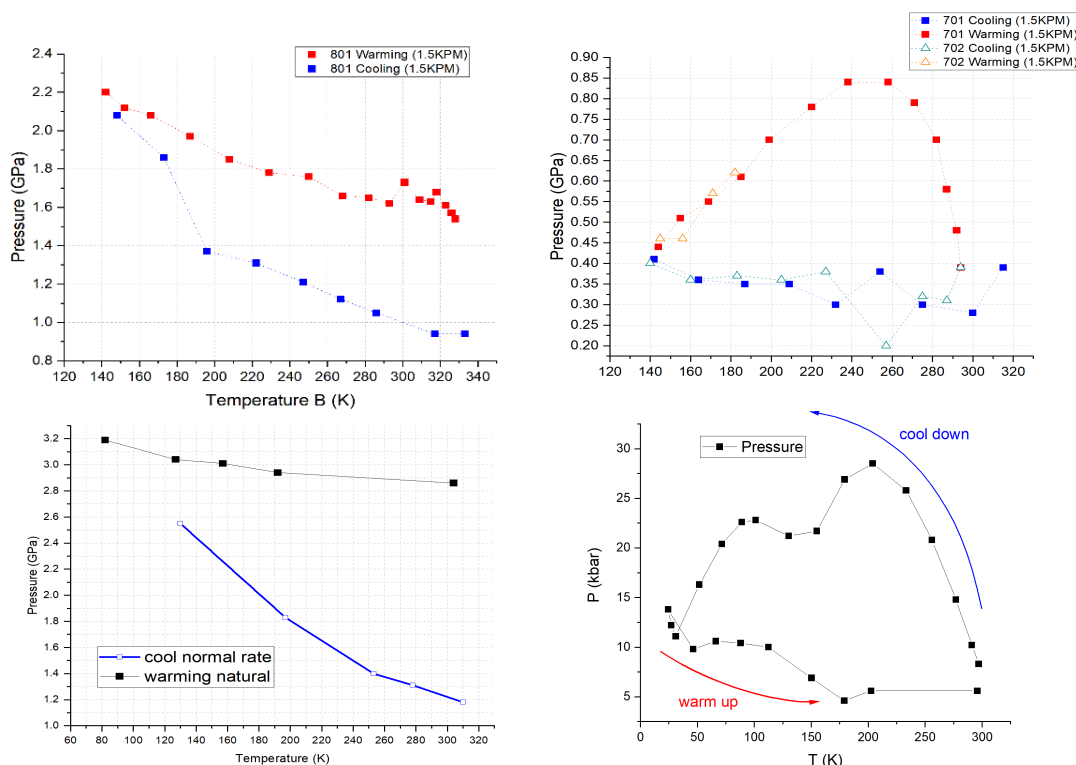 801 Warming (1.5KPM)
801 Cooling (1.5KPM)
Pressure (GPa)
2.4
2.2
2.0
1.8
1.6
1.4
1.2
1.0
0.8
120 140 160 180 200 220 240 260 280 300 320 340
Temperature B (K)
701 Cooling (1.5KPM)
701 Warming (1.5KPM)
702 Cooling (1.5KPM)
702 Warming (1.5KPM)
Pressure (GPa)
0.90
0.85
0.80
0.75
0.70
0.65
0.60
0.55
0.50
0.45
0.40
0.35
0.30
0.25
0.20
140 160 180 200 220 240 260 280 300 320
Pressure (GPa)
3.2
3.0
2.8
2.6
2.4
2.2
2.0
1.8
1.6
1.4
1.2
1.0
cool normal rate
warming natural
60 80 100 120 140 160 180 200 220 240 260 280 300 320
Temperature (K)
Pressure
cool down
P (kbar)
30
25
20
15
10
5
warm up
0 50 100 150 200 250 300
T (K)